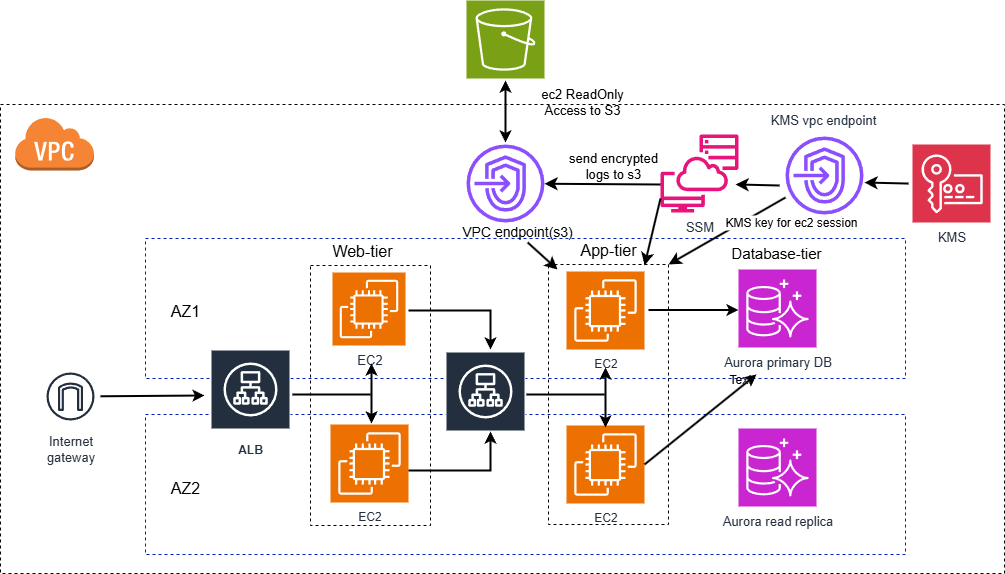 ec2 ReadOnly
Access to S3
KMS vpc endpoint
VPC
send encrypted
logs to s3
SSM
KMS key for ec2 session
KMS
VPC endpoint(s3)
Web-tier
App-tier
Database-tier
AZ1
EC2
EC2
Aurora primary DB
Text
Internet
gateway
ALB
AZ2
EC2
EC2
Aurora read replica